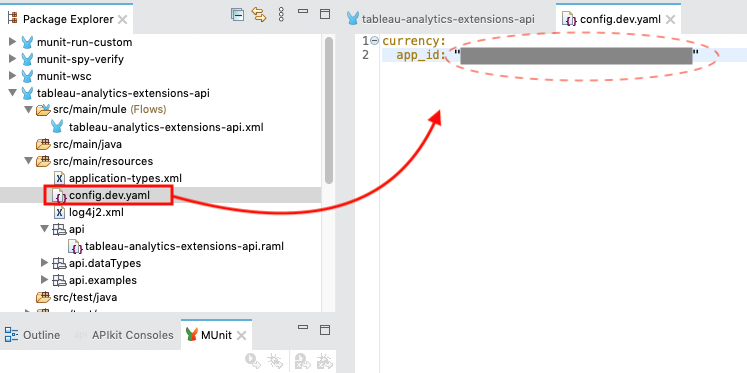 Package Explorer
munit-run-custom
munit-spy-verify
munit-wsc
tableau-analytics-extensions-api
src/main/mule (Flows)
tableau-analytics-extensions-api.xml
src/main/java
src/main/resources
application-types.xml
config.dev.yaml
log4j2.xml
api
tableau-analytics-extensions-api.raml
api.dataTypes
api.examples
src/test/java
Outline
APIkit Consoles
MUnit
tableau-analytics-extensions-api
config.dev.yaml
1 currency:
2 app_id: " "